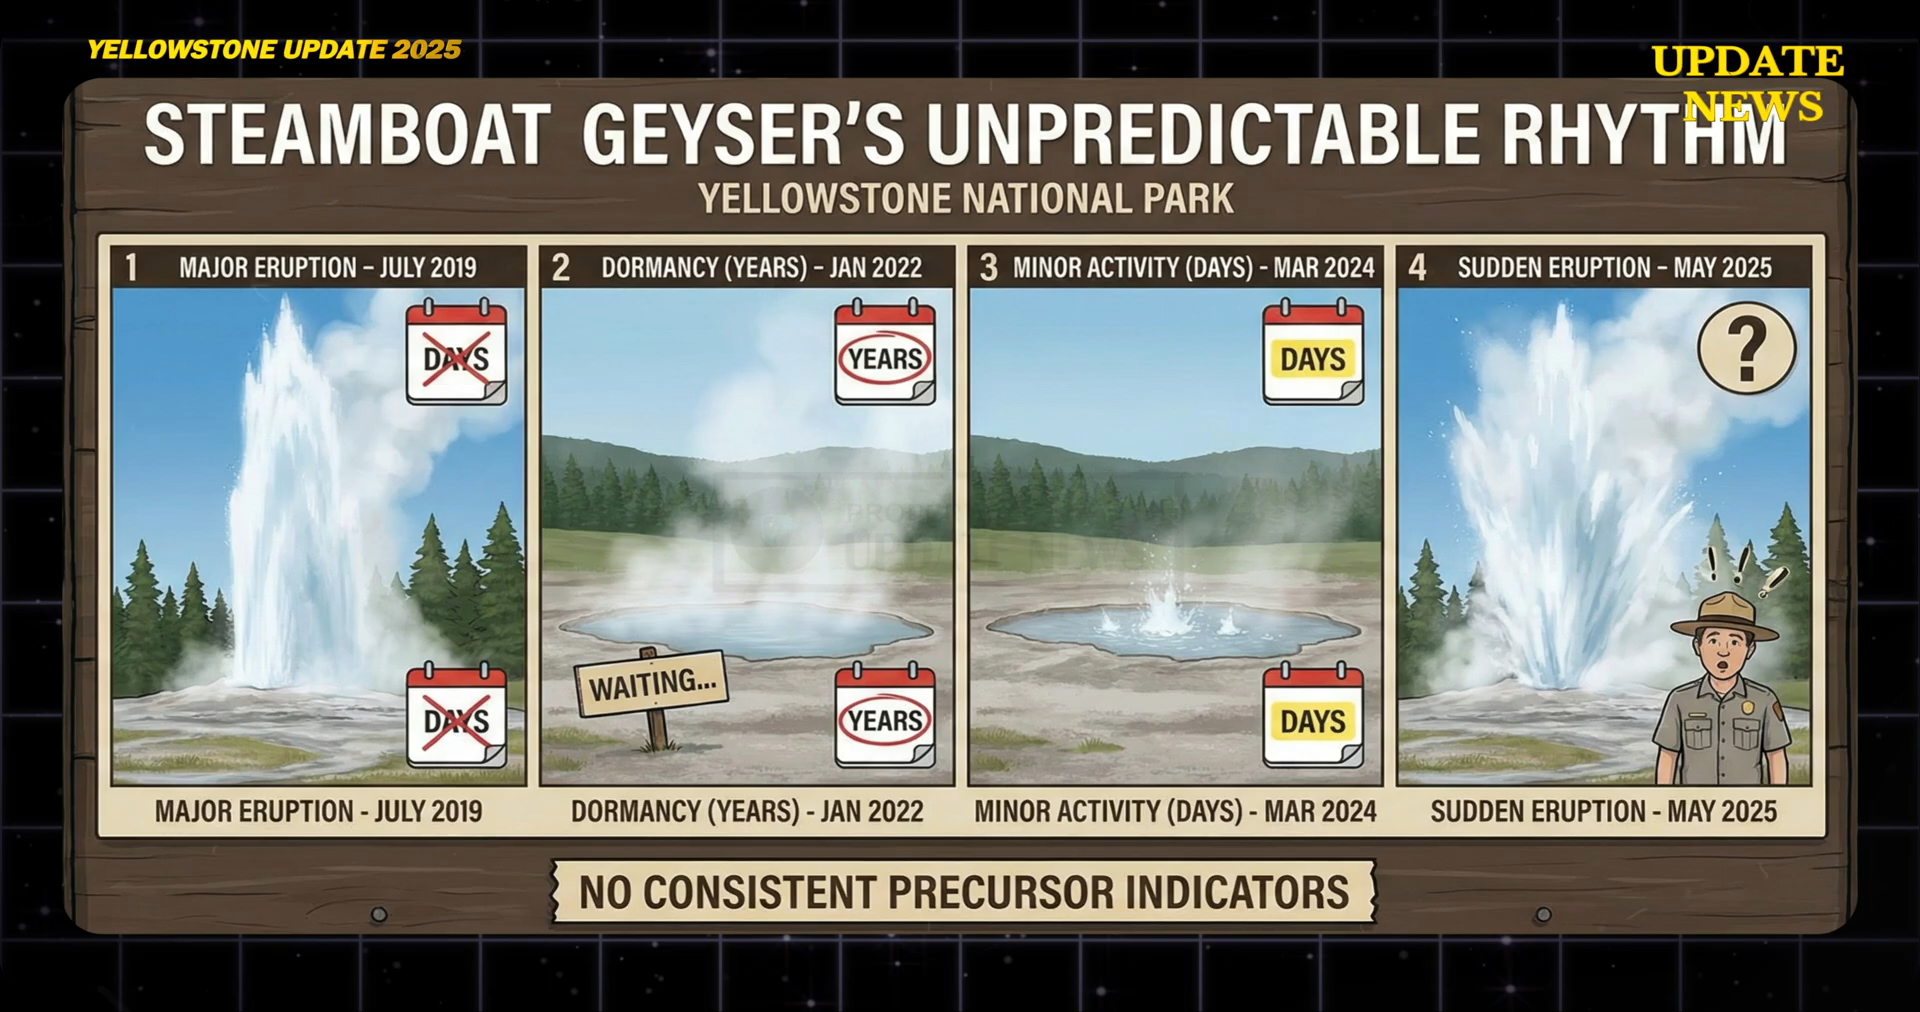 YELLOWSTONE UPDATE 2025
UPDATE
NEWS
STEAMBOAT GEYSER'S UNPREDICTABLE RHYTHM
YELLOWSTONE NATIONAL PARK
1 MAJOR ERUPTION – JULY 2019
DAYS
DAYS
MAJOR ERUPTION - JULY 2019
2 DORMANCY (YEARS) – JAN 2022
YEARS
WAITING...
YEARS
DORMANCY (YEARS) - JAN 2022
3 MINOR ACTIVITY (DAYS) - MAR 2024
DAYS
DAYS
MINOR ACTIVITY (DAYS) - MAR 2024
4 SUDDEN ERUPTION – MAY 2025
?
!!!
SUDDEN ERUPTION - MAY 2025
NO CONSISTENT PRECURSOR INDICATORS